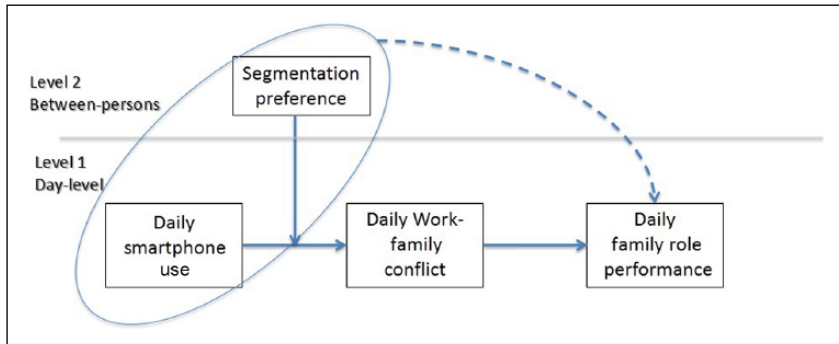 Level 2
Between-persons
Segmentation
preference
Level 1
Day-level
Daily
smartphone
use
Daily Work-
family
conflict
Daily
family role
performance